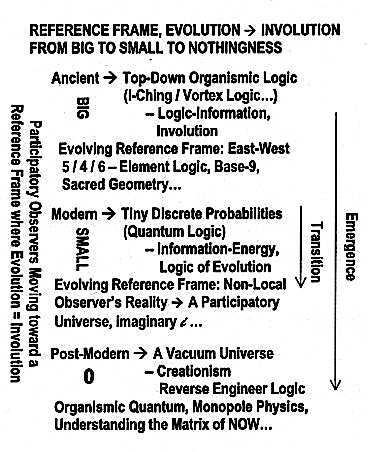 REFERENCE FRAME, EVOLUTION → INVOLUTION
FROM BIG TO SMALL TO NOTHINGNESS
Participatory Observers Moving toward a
Reference Frame where Evolution = Involution
Ancient → Top-Down Organismic Logic
BIG
(I-Ching / Vortex Logic...)
– Logic-Information,
Involution
Evolving Reference Frame: East-West
5 / 4 / 6 – Element Logic, Base-9,
Sacred Geometry...
Modern → Tiny Discrete Probabilities
SMALL
(Quantum Logic)
– Information-Energy,
Logic of Evolution
Evolving Reference Frame: Non-Local
Observer's Reality → A Participatory
Universe, Imaginary i...
Transition
Emergence
Post-Modern → A Vacuum Universe
0
– Creationism
Reverse Engineer Logic
Organismic Quantum, Monopole Physics,
Understanding the Matrix of NOW...